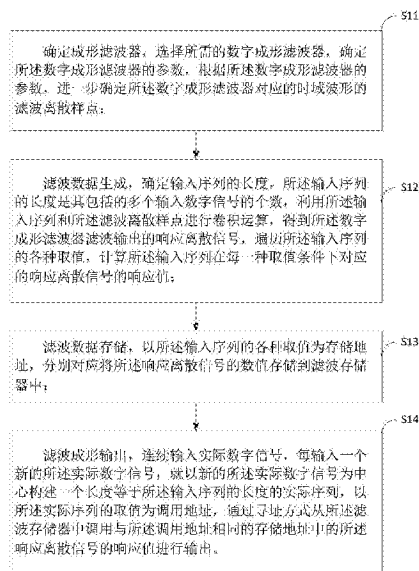 S11
确定成形滤波器，选择所需的数字成形滤波器，确定
所述数字成形滤波器的参数，根据所述数字成形滤波器的
参数，进一步确定所述数字成形滤波器对应的时域波形的
滤波离散样点；
S12
滤波数据生成，确定输入序列的长度，所述输入序列
的长度是其包括的多个输入数字信号的个数，利用所述输
入序列和所述滤波离散样点进行卷积运算，得到所述数字
成形滤波器滤波输出的响应离散信号，遍历所述输入序列
的各种取值，计算所述输入序列在每一种取值条件下对应
的响应离散信号的响应值；
S13
滤波数据存储，以所述输入序列的各种取值为存储地
址，分别对应将所述响应离散信号的数值存储到滤波存储
器中；
S14
滤波成形输出，连续输入实际数字信号，每输入一个
新的所述实际数字信号，就以新的所述实际数字信号为中
心构建一个长度等于所述输入序列的长度的实际序列，以
所述实际序列的取值为调用地址，通过寻址方式从所述滤
波存储器中调用与所述调用地址相同的存储地址中的所述
响应离散信号的响应值进行输出。